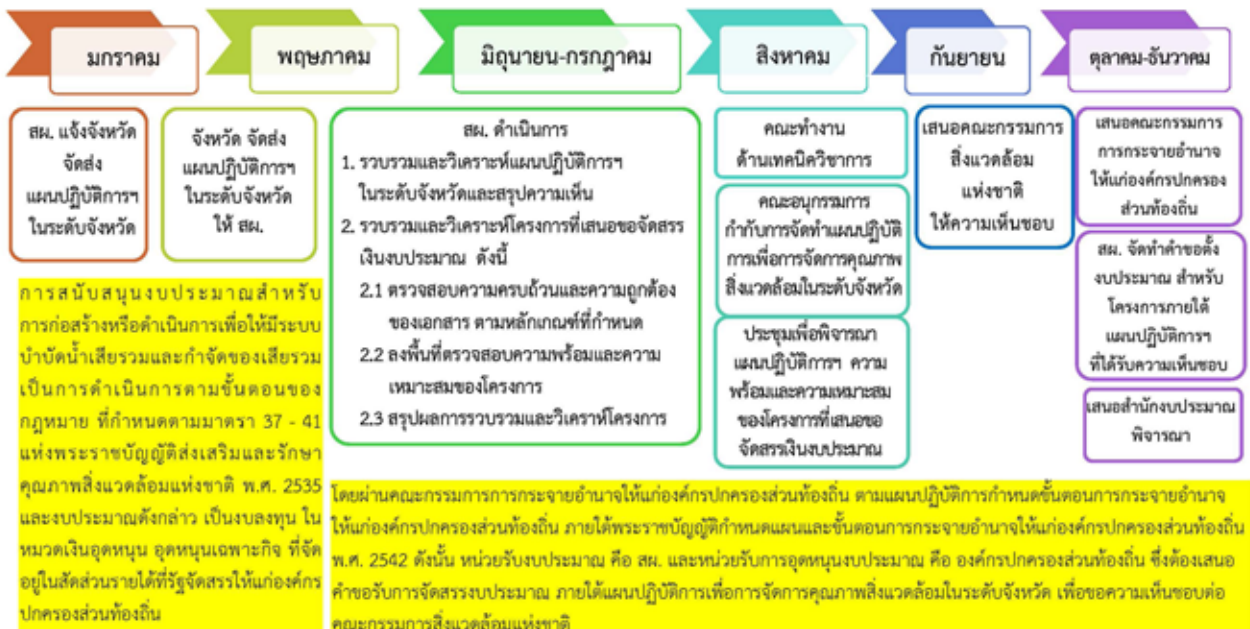 มกราคม
พฤษภาคม
มิถุนายน-กรกฎาคม
สิงหาคม
กันยายน
ตุลาคม-ธันวาคม
สผ. แจ้งจังหวัด
จัดส่ง
แผนปฏิบัติการฯ
ในระดับจังหวัด
จังหวัด จัดส่ง
แผนปฏิบัติการฯ
ในระดับจังหวัด
ให้ สผ.
สผ. ดำเนินการ
1. รวบรวมและวิเคราะห์แผนปฏิบัติการฯ
ในระดับจังหวัดและสรุปความเห็น
2. รวบรวมและวิเคราะห์โครงการที่เสนอขอจัดสรร
เงินงบประมาณ ดังนี้
2.1 ตรวจสอบความครบถ้วนและความถูกต้อง
ของเอกสาร ตามหลักเกณฑ์ที่กำหนด
2.2 ลงพื้นที่ตรวจสอบความพร้อมและความ
เหมาะสมของโครงการ
2.3 สรุปผลการรวบรวมและวิเคราห์โครงการ
คณะทำงาน
ด้านเทคนิควิชาการ
คณะอนุกรรมการ
กำกับการจัดทำแผนปฏิบัติ
การเพื่อการจัดการคุณภาพ
สิ่งแวดล้อมในระดับจังหวัด
ประชุมเพื่อพิจารณา
แผนปฏิบัติการฯ ความ
พร้อมและความเหมาะสม
ของโครงการที่เสนอขอ
จัดสรรเงินงบประมาณ
เสนอคณะกรรมการ
สิ่งแวดล้อม
แห่งชาติ
ให้ความเห็นชอบ
เสนอคณะกรรมการ
การกระจายอำนาจ
ให้แก่องค์กรปกครอง
ส่วนท้องถิ่น
สผ. จัดทำคำขอตั้ง
งบประมาณ สำหรับ
โครงการภายใต้
แผนปฏิบัติการฯ
ที่ได้รับความเห็นชอบ
เสนอสำนักงบประมาณ
พิจารณา
การสนับสนุนงบประมาณสำหรับ
การก่อสร้างหรือดำเนินการเพื่อให้มีระบบ
บำบัดน้ำเสียรวมและกำจัดของเสียรวม
เป็นการดำเนินการตามขั้นตอนของ
กฎหมาย ที่กำหนดตามมาตรา 37 - 41
แห่งพระราชบัญญัติส่งเสริมและรักษา
คุณภาพสิ่งแวดล้อมแห่งชาติ พ.ศ. 2535
และงบประมาณดังกล่าว เป็นงบลงทุน ใน
หมวดเงินอุดหนุน อุดหนุนเฉพาะกิจ ที่จัด
อยู่ในสัดส่วนรายได้ที่รัฐจัดสรรให้แก่องค์กร
ปกครองส่วนท้องถิ่น
โดยผ่านคณะกรรมการการกระจายอำนาจให้แก่องค์กรปกครองส่วนท้องถิ่น ตามแผนปฏิบัติการกำหนดขั้นตอนการกระจายอำนาจ
ให้แก่องค์กรปกครองส่วนท้องถิ่น ภายใต้พระราชบัญญัติกำหนดแผนและขั้นตอนการกระจายอำนาจให้แก่องค์กรปกครองส่วนท้องถิ่น
พ.ศ. 2542 ดังนั้น หน่วยรับงบประมาณ คือ สผ. และหน่วยรับการอุดหนุนงบประมาณ คือ องค์กรปกครองส่วนท้องถิ่น ซึ่งต้องเสนอ
คำขอรับการจัดสรรงบประมาณ ภายใต้แผนปฏิบัติการเพื่อการจัดการคุณภาพสิ่งแวดล้อมในระดับจังหวัด เพื่อขอความเห็นชอบต่อ
คณะกรรมการสิ่งแวดล้อมแห่งชาติ